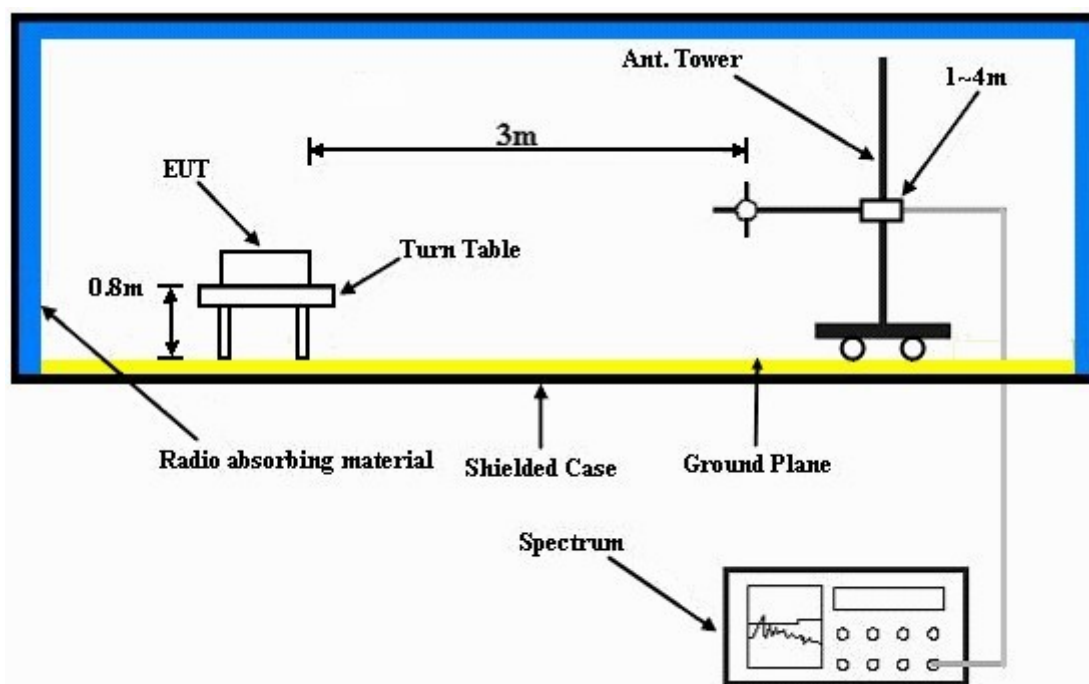 Ant. Tower
1~4m
3m
EUT
Turn Table
0.8m
Radio absorbing material
Shielded Case
Ground Plane
Spectrum